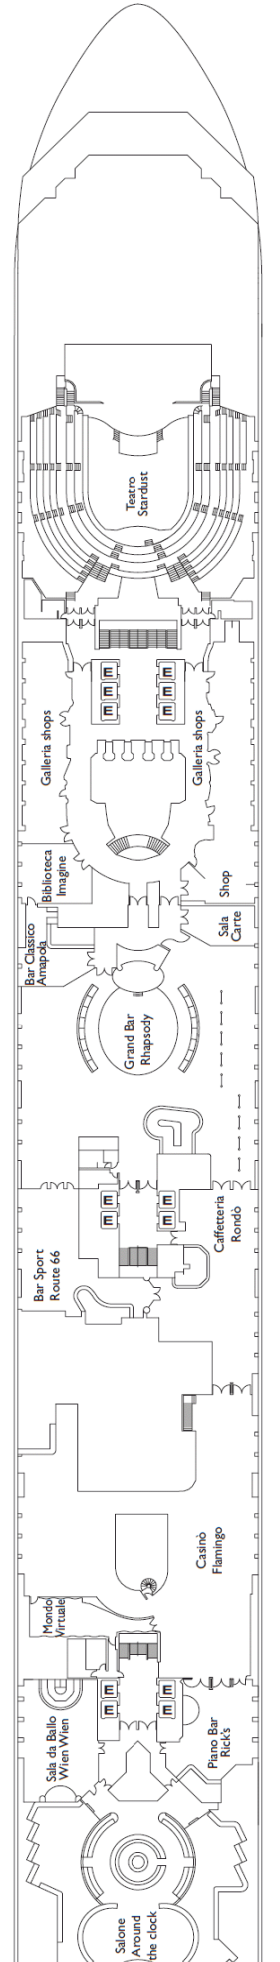 Teatro
Stardust
E E
E E
E E
Galleria shops
Galleria shops
Biblioteca
Imagine
Shop
Sala
Carte
Bar Classico
Amapola
Grand Bar
Rhapsody
E E
E E
Caffetteria
Rondò
Bar Sport
Route 66
Casinò
Flamingo
Mondo
Virtuale
E E
E E
Sala da Ballo
Wien Wien
Piano Bar
Rick's
Salone
Around
the clock